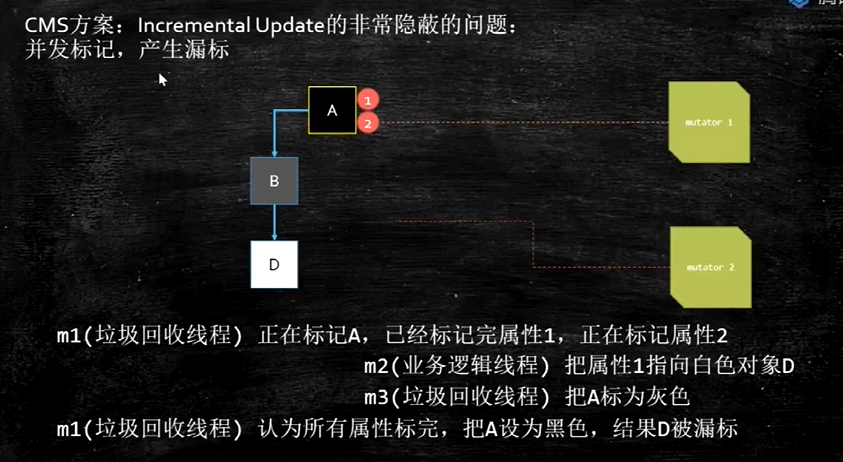 CMS方案：Incremental Update的非常隐蔽的问题：
并发标记，产生漏标
A
1
2
mutator 1
B
D
mutator 2
m1(垃圾回收线程) 正在标记A，已经标记完属性1，正在标记属性2
m2(业务逻辑线程) 把属性1指向白色对象D
m3(垃圾回收线程) 把A标为灰色
m1(垃圾回收线程) 认为所有属性标完，把A设为黑色，结果D被漏标